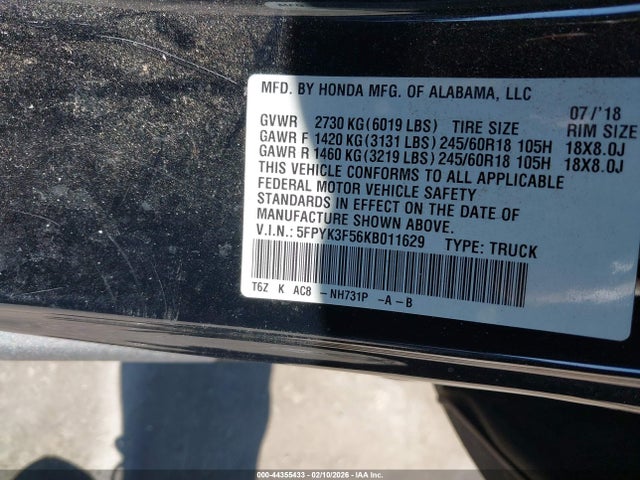 MFD. BY HONDA MFG. OF ALABAMA, LLC 07/'18
GVWR 2730 KG(6019 LBS) TIRE SIZE RIM SIZE
GAWR F 1420 KG(3131 LBS) 245/60R18 105H 18X8.0J
GAWR R 1460 KG(3219 LBS) 245/60R18 105H 18X8.0J
THIS VEHICLE CONFORMS TO ALL APPLICABLE
FEDERAL MOTOR VEHICLE SAFETY
STANDARDS IN EFFECT ON THE DATE OF
MANUFACTURE SHOWN ABOVE.
V.I.N.: 5FPYK3F56KB011629 TYPE: TRUCK
T6Z K AC8 -NH731P -A-B
000-44355433 - 02/10/2026 - IAA Inc.